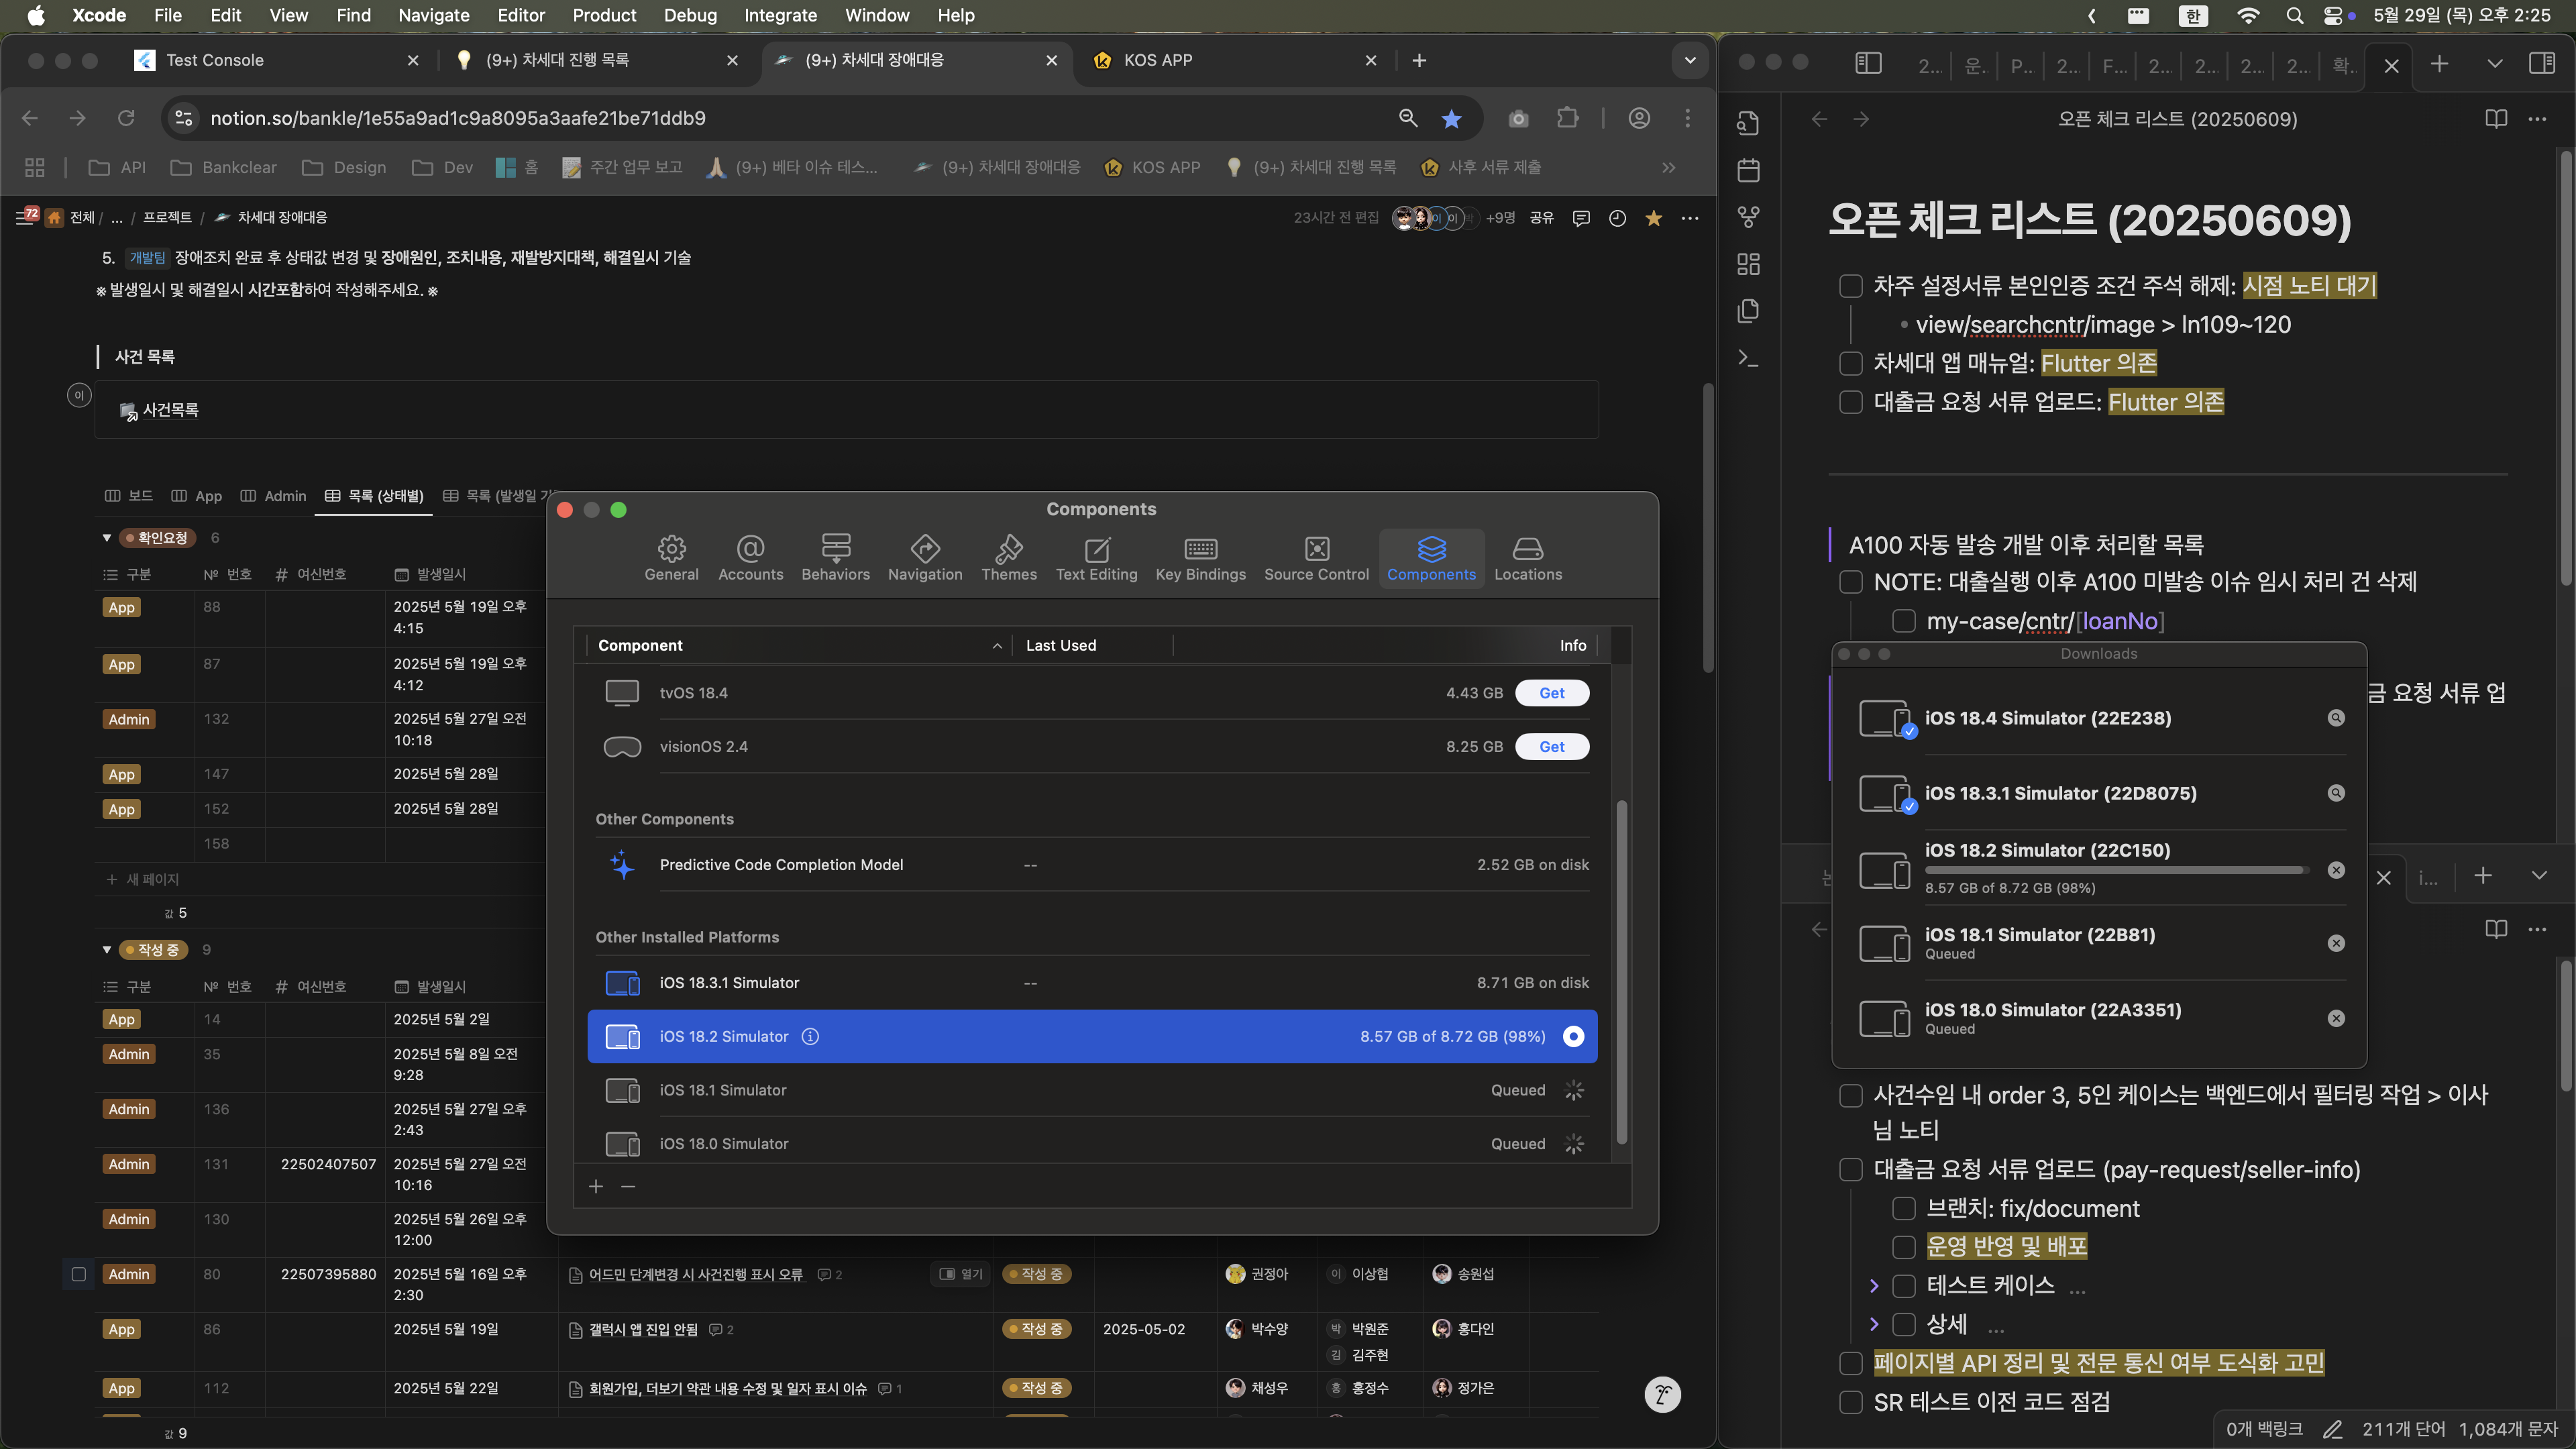 Xcode File Edit View Find Navigate Editor Product Debug Integrate Window Help
한 5월 29일 (목) 오후 2:25
Test Console
(9+) 차세대 진행 목록
(9+) 차세대 장애대응
KOS APP
notion.so/bankle/1e55a9ad1c9a8095a3aafe21be71ddb9
API Bankclear Design Dev 홈 주간 업무 보고 (9+) 베타 이슈 테스... (9+) 차세대 장애대응 KOS APP (9+) 차세대 진행 목록 사후 서류 제출
72 전체 / ... / 프로젝트 / 차세대 장애대응
23시간 전 편집 이 이 박 +9명 공유
5. 개발팀 장애조치 완료 후 상태값 변경 및 장애원인, 조치내용, 재발방지대책, 해결일시 기술
※ 발생일시 및 해결일시 시간포함하여 작성해주세요. ※
사건 목록
이
사건목록
보드 App Admin 목록 (상태별) 목록 (발생일
확인요청 6
구분 Nº 번호 # 여신번호 발생일시
App 88 2025년 5월 19일 오후
4:15
App 87 2025년 5월 19일 오후
4:12
Admin 132 2025년 5월 27일 오전
10:18
App 147 2025년 5월 28일
App 152 2025년 5월 28일
158
+ 새 페이지
값 5
작성 중 9
구분 Nº 번호 # 여신번호 발생일시
App 14 2025년 5월 2일
Admin 35 2025년 5월 8일 오전
9:28
Admin 136 2025년 5월 27일 오후
2:43
Admin 131 22502407507 2025년 5월 27일 오전
10:16
Admin 130 2025년 5월 26일 오후
12:00
Admin 80 22507395880 2025년 5월 16일 오후
2:30
어드민 단계변경 시 사건진행 표시 오류 2 열기 작성 중 권정아 이 이상협 송원섭
App 86 2025년 5월 19일 갤럭시 앱 진입 안됨 2 작성 중 2025-05-02 박수양 박 박원준 홍다인
김 김주현
App 112 2025년 5월 22일 회원가입, 더보기 약관 내용 수정 및 일자 표시 이슈 1 작성 중 채성우 홍 홍정수 정가은
값 9
Components
General Accounts Behaviors Navigation Themes Text Editing Key Bindings Source Control Components Locations
Component Last Used Info
tvOS 18.4 4.43 GB Get
visionOS 2.4 8.25 GB Get
Other Components
Predictive Code Completion Model -- 2.52 GB on disk
Other Installed Platforms
iOS 18.3.1 Simulator -- 8.71 GB on disk
iOS 18.2 Simulator 8.57 GB of 8.72 GB (98%)
iOS 18.1 Simulator Queued
iOS 18.0 Simulator Queued
2... 운. P... 2... F... 2... 2... 2... 2... 확.
오픈 체크 리스트 (20250609)
오픈 체크 리스트 (20250609)
차주 설정서류 본인인증 조건 주석 해제: 시점 노티 대기
view/searchcntr/image > ln109~120
차세대 앱 매뉴얼: Flutter 의존
대출금 요청 서류 업로드: Flutter 의존
A100 자동 발송 개발 이후 처리할 목록
NOTE: 대출실행 이후 A100 미발송 이슈 임시 처리 건 삭제
my-case/cntr/[loanNo]
금 요청 서류 업
Downloads
iOS 18.4 Simulator (22E238)
iOS 18.3.1 Simulator (22D8075)
iOS 18.2 Simulator (22C150)
8.57 GB of 8.72 GB (98%)
iOS 18.1 Simulator (22B81)
Queued
iOS 18.0 Simulator (22A3351)
Queued
i...
사건수임 내 order 3, 5인 케이스는 백엔드에서 필터링 작업 > 이사
님 노티
대출금 요청 서류 업로드 (pay-request/seller-info)
브랜치: fix/document
운영 반영 및 배포
테스트 케이스 ...
상세 ...
페이지별 API 정리 및 전문 통신 여부 도식화 고민
SR 테스트 이전 코드 점검
0개 백링크 211개 단어 1,084개 문자